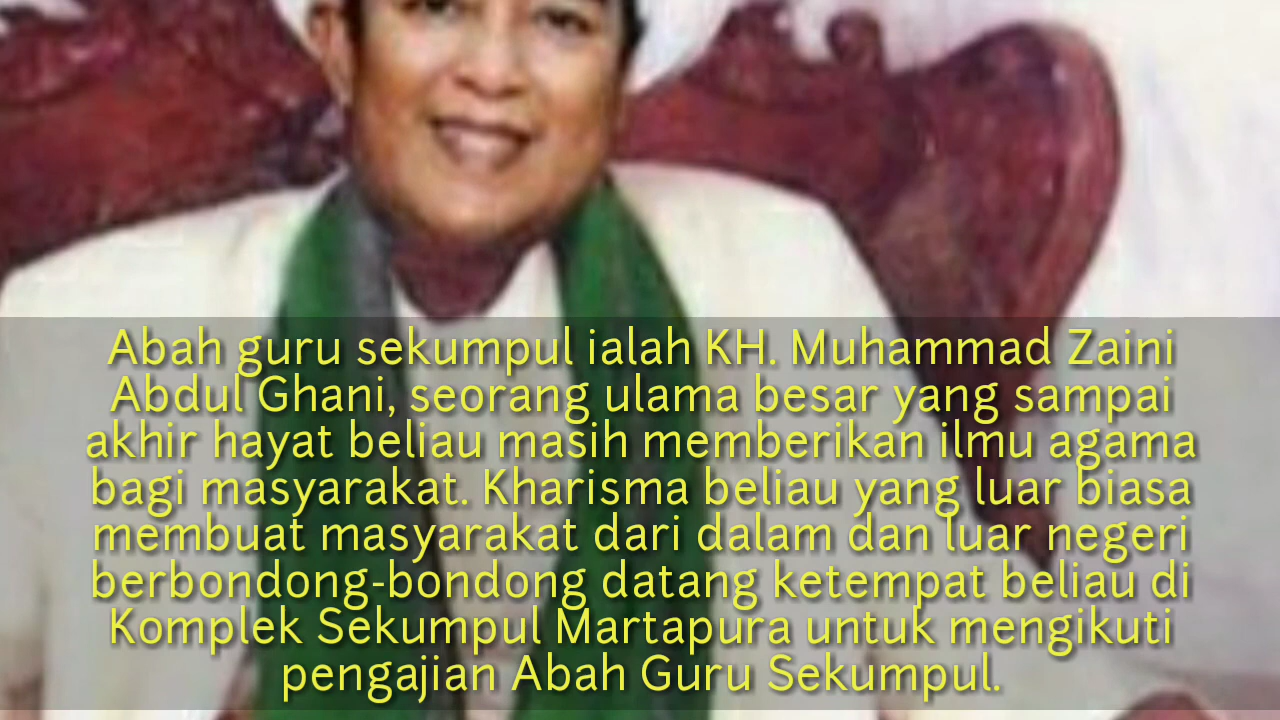 Abah guru sekumpul ialah KH. Muhammad Zaini
Abdul Ghani, seorang ulama besar yang sampai
akhir hayat beliau masih memberikan ilmu agama
bagi masyarakat. Kharisma beliau yang luar biasa
membuat masyarakat dari dalam dan luar negeri
berbondong-bondong datang ketempat beliau di
Komplek Sekumpul Martapura untuk mengikuti
pengajian Abah Guru Sekumpul.